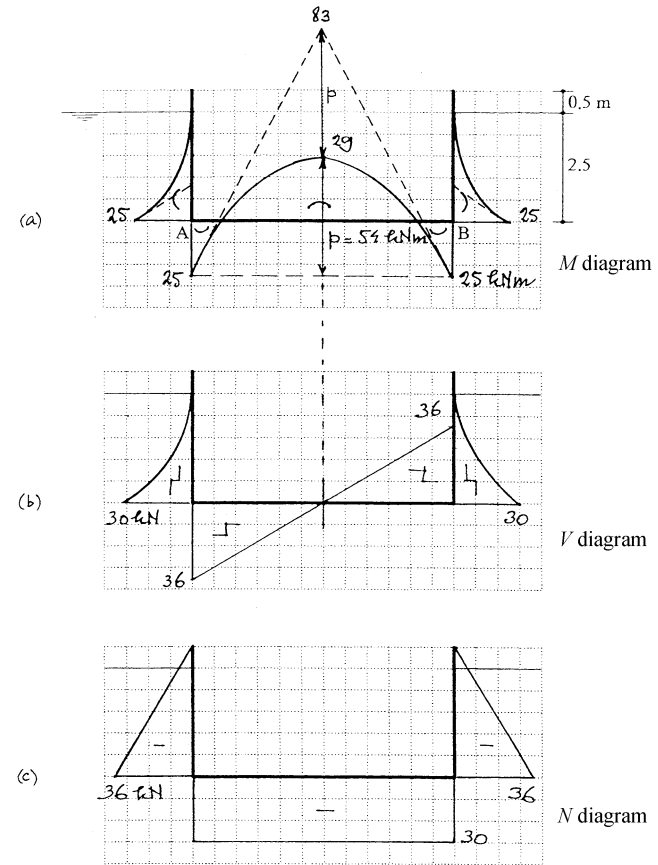 83
0,5 m
p
29
2.5
(a)
25
25
A
p = 54 kNm
B
25
25 kNm
M diagram
36
(b)
30 kN
30
V diagram
36
(c)
36 kN
36
30
N diagram